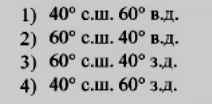 1) 40° с.ш. 60° в.д.
2) 60° с.ш. 40° в.д.
3) 60° с.ш. 40° з.д.
4) 40° с.ш. 60° з.д.